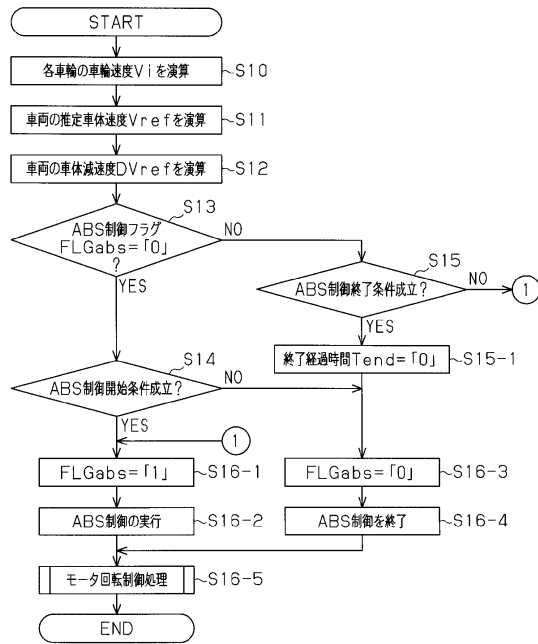 START
各車輪の車輪速度Viを演算 S10
車両の推定車体速度Vrefを演算 S11
車両の車体減速度DVrefを演算 S12
S13
ABS制御フラグ
FLGabs=「0」
?
NO
YES
S15
ABS制御終了条件成立?
NO
1
YES
終了経過時間Tend=「0」 S15-1
S14
ABS制御開始条件成立?
NO
YES
1
FLGabs=「1」 S16-1
FLGabs=「0」 S16-3
ABS制御の実行 S16-2
ABS制御を終了 S16-4
モータ回転制御処理 S16-5
END